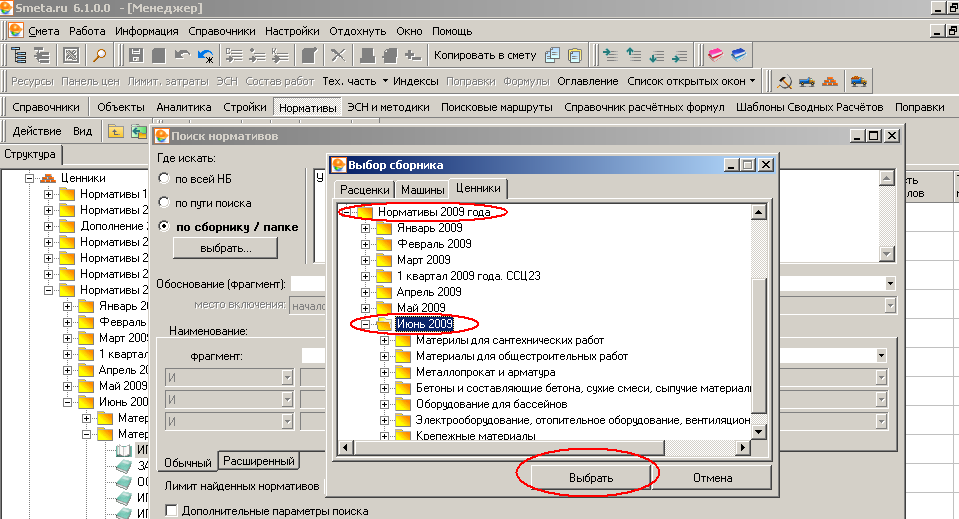 Smeta.ru 6.1.0.0 - [Менеджер]
Смета Работа Информация Справочники Настройки Отдохнуть Окно Помощь
Копировать в смету
Ресурсы Панель цен Лимит. затраты ЭСН Состав работ Тех. часть Индексы Поправки Формулы Оглавление Список открытых окон
Справочники Объекты Аналитика Стройки Нормативы ЭСН и методики Поисковые маршруты Справочник расчётных формул Шаблоны Сводных Расчётов Поправки
Действие Вид
Структура
Ценники
Нормативы 1
Нормативы 2
Дополнение 2
Нормативы 2
Нормативы 2
Нормативы 2
Нормативы 2
Январь 20
Февраль 2
Март 200
1 квартал
Апрель 20
Май 2009
Июнь 200
Матер
Матер
ИП
ЗА
ОС
ИП
ИП
Поиск нормативов
Где искать:
по всей НБ
по пути поиска
по сборнику / папке
выбрать...
Обоснование (фрагмент):
место включения: начало
Наименование:
фрагмент:
И
И
И
Обычный Расширенный
Лимит найденных нормативов
Дополнительные параметры поиска
Выбор сборника
Расценки Машины Ценники
Нормативы 2009 года
Январь 2009
Февраль 2009
Март 2009
1 квартал 2009 года. ССЦ23
Апрель 2009
Май 2009
Июнь 2009
Материлы для сантехнических работ
Материалы для общестроительных работ
Металлопрокат и арматура
Бетоны и составляющие бетона, сухие смеси, сыпучие материал
Оборудование для бассейнов
Электрооборудование, отопительное оборудование, вентиляцион
Крепежные материалы
Выбрать Отмена